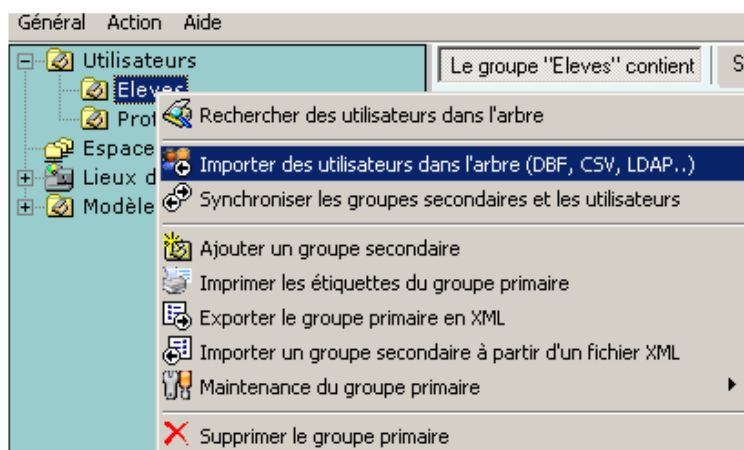 Général Action Aide
Utilisateurs
Le groupe "Eleves" contient
S
Eleves
Prof
Rechercher des utilisateurs dans l'arbre
Espace
Importer des utilisateurs dans l'arbre (DBF, CSV, LDAP..)
Lieux d
Synchroniser les groupes secondaires et les utilisateurs
Modèle
Ajouter un groupe secondaire
Imprimer les étiquettes du groupe primaire
Exporter le groupe primaire en XML
Importer un groupe secondaire à partir d'un fichier XML
Maintenance du groupe primaire
Supprimer le groupe primaire